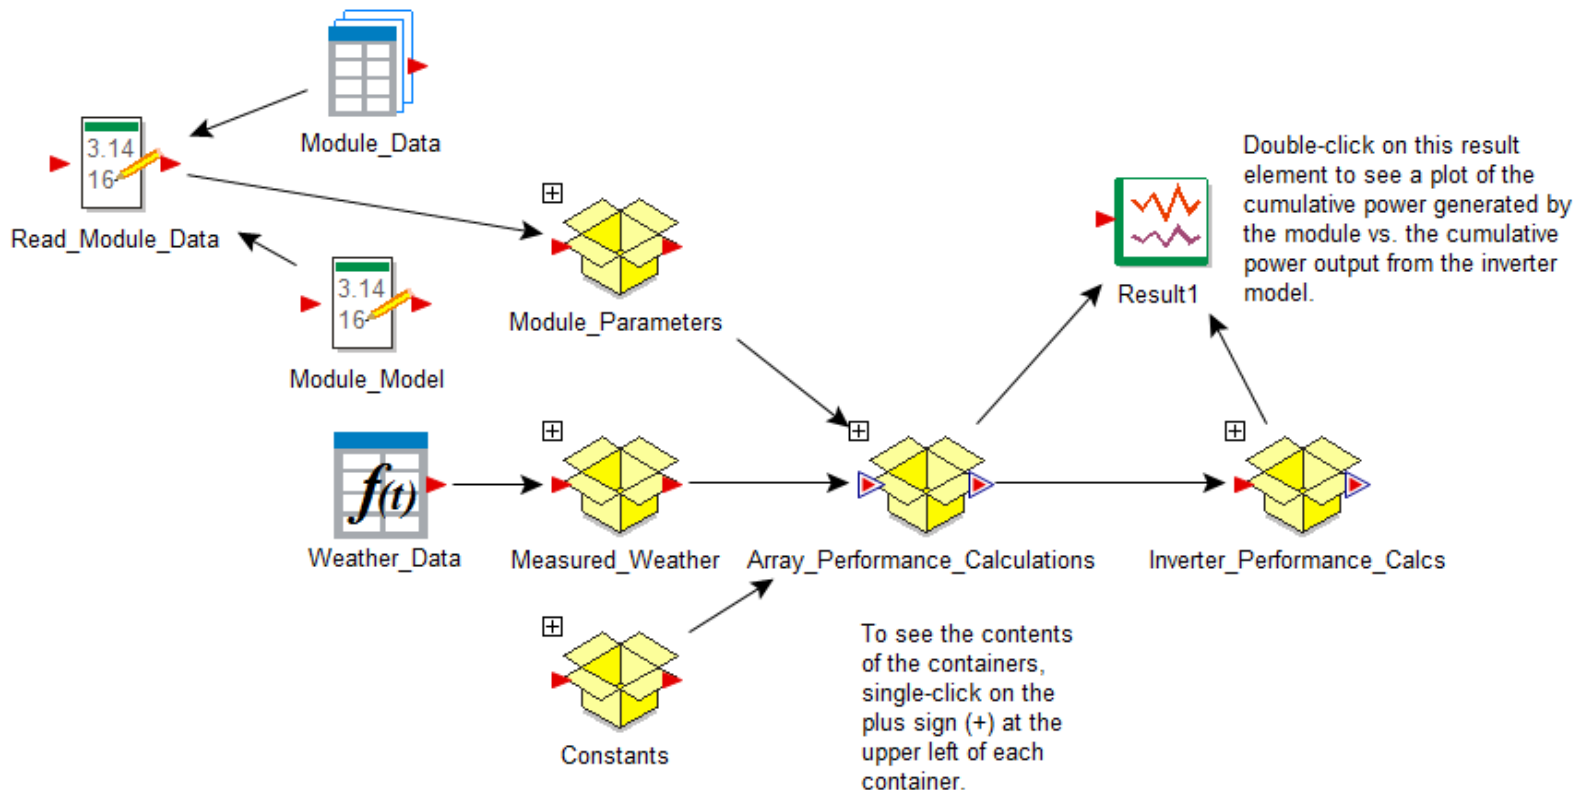 Module_Data
3.14
16
Read_Module_Data
3.14
16
Module_Model
Module_Parameters
Result1
Double-click on this result
element to see a plot of the
cumulative power generated by
the module vs. the cumulative
power output from the inverter
model.
f(t)
Weather_Data
Measured_Weather
Array_Performance_Calculations
Inverter_Performance_Calcs
Constants
To see the contents
of the containers,
single-click on the
plus sign (+) at the
upper left of each
container.